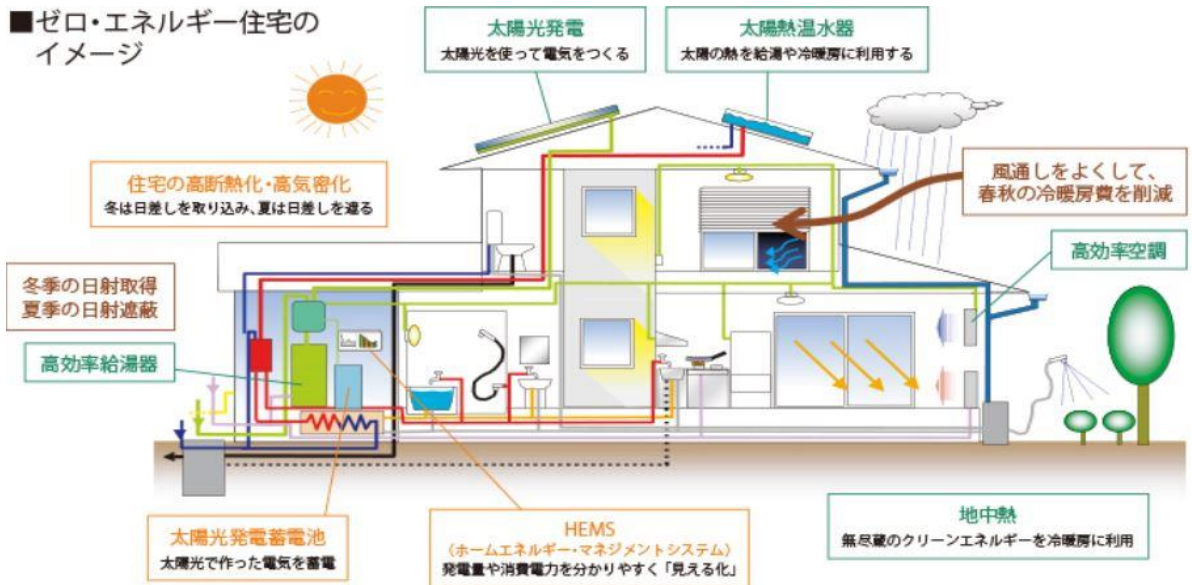 ■ゼロ・エネルギー住宅の
イメージ
太陽光発電
太陽光を使って電気をつくる
太陽熱温水器
太陽の熱を給湯や冷暖房に利用する
住宅の高断熱化・高気密化
冬は日差しを取り込み、夏は日差しを遮る
風通しをよくして、
春秋の冷暖房費を削減
高効率空調
冬季の日射取得
夏季の日射遮蔽
高効率給湯器
太陽光発電蓄電池
太陽光で作った電気を蓄電
HEMS
（ホームエネルギー・マネジメントシステム）
発電量や消費電力を分かりやすく「見える化」
地中熱
無尽蔵のクリーンエネルギーを冷暖房に利用